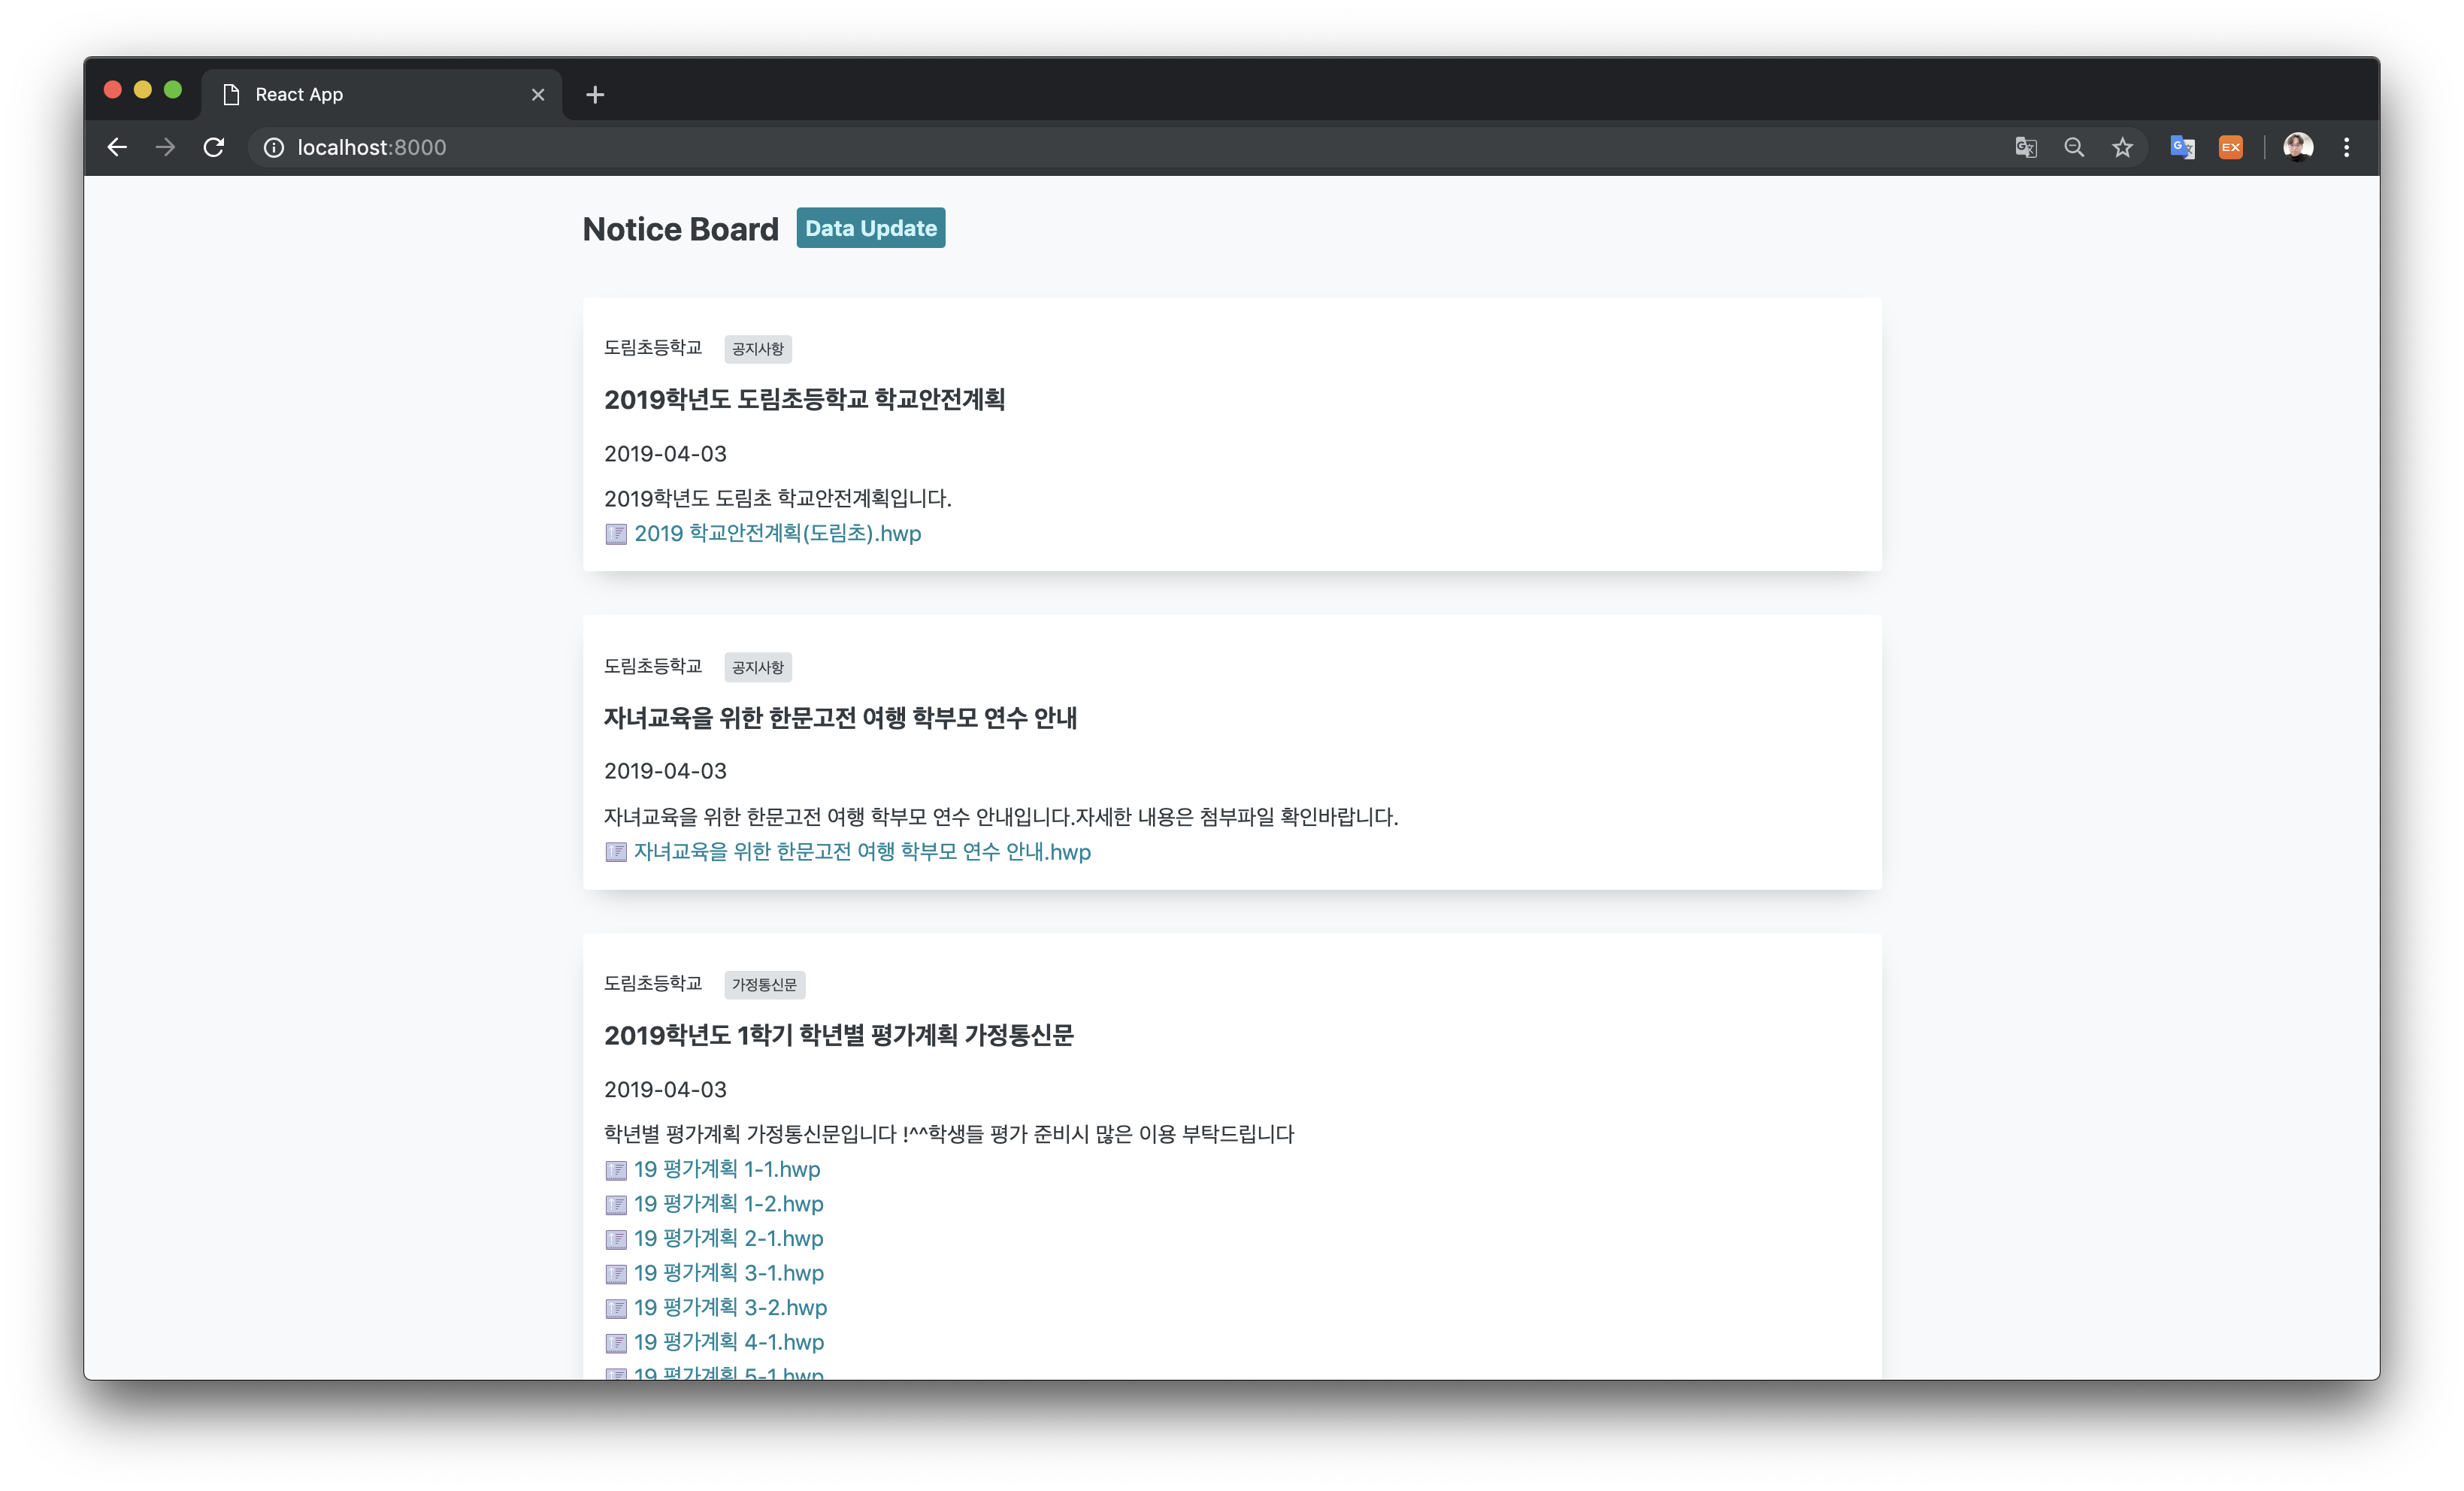 React App
localhost:8000
EX
Notice Board Data Update
도림초등학교 공지사항
2019학년도 도림초등학교 학교안전계획
2019-04-03
2019학년도 도림초 학교안전계획입니다.
2019 학교안전계획(도림초).hwp
도림초등학교 공지사항
자녀교육을 위한 한문고전 여행 학부모 연수 안내
2019-04-03
자녀교육을 위한 한문고전 여행 학부모 연수 안내입니다.자세한 내용은 첨부파일 확인바랍니다.
자녀교육을 위한 한문고전 여행 학부모 연수 안내.hwp
도림초등학교 가정통신문
2019학년도 1학기 학년별 평가계획 가정통신문
2019-04-03
학년별 평가계획 가정통신문입니다 !^^학생들 평가 준비시 많은 이용 부탁드립니다
19 평가계획 1-1.hwp
19 평가계획 1-2.hwp
19 평가계획 2-1.hwp
19 평가계획 3-1.hwp
19 평가계획 3-2.hwp
19 평가계획 4-1.hwp
19 평가계획 5-1.hwp